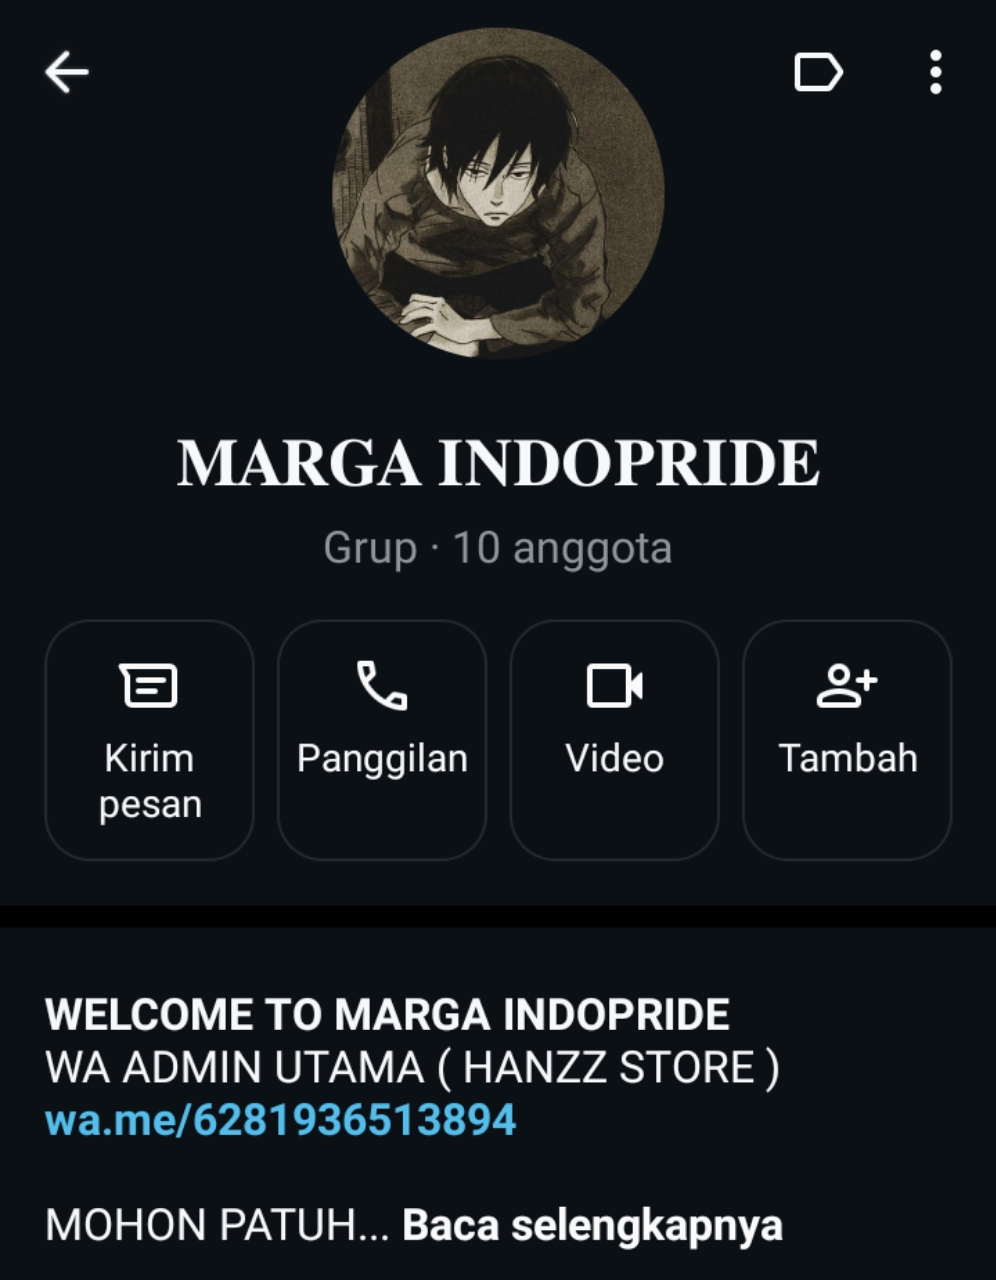 MARGA INDOPRIDE
Grup · 10 anggota
Kirim
pesan
Panggilan
Video
Tambah
WELCOME TO MARGA INDOPRIDE
WA ADMIN UTAMA ( HANZZ STORE )
wa.me/6281936513894
MOHON PATUH... Baca selengkapnya